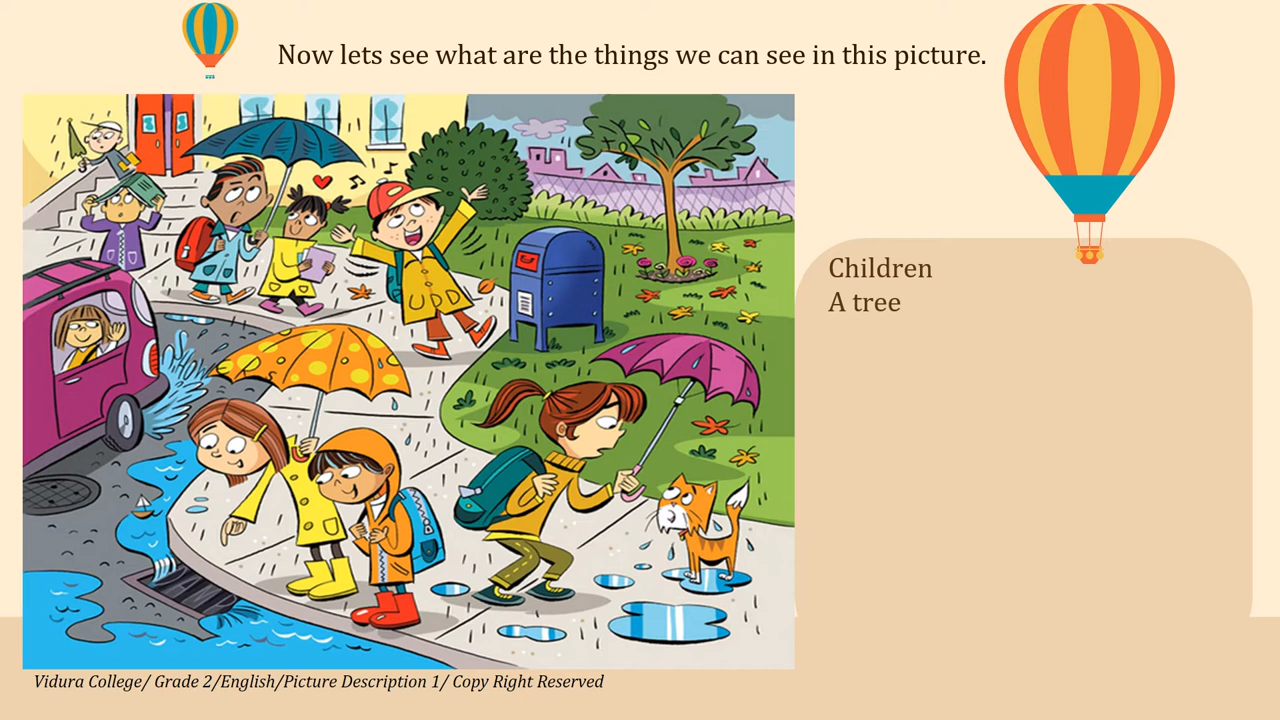 Now lets see what are the things we can see in this picture.
Children
A tree
Vidura College/ Grade 2/English/Picture Description 1/ Copy Right Reserved